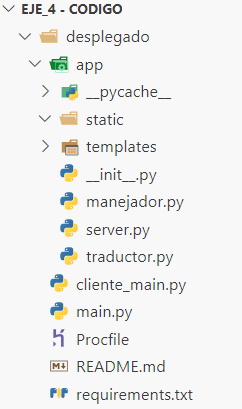 EJE_4 - CODIGO
desplegado
app
__pycache__
static
templates
__init__.py
manejador.py
server.py
traductor.py
cliente_main.py
main.py
Procfile
README.md
requirements.txt